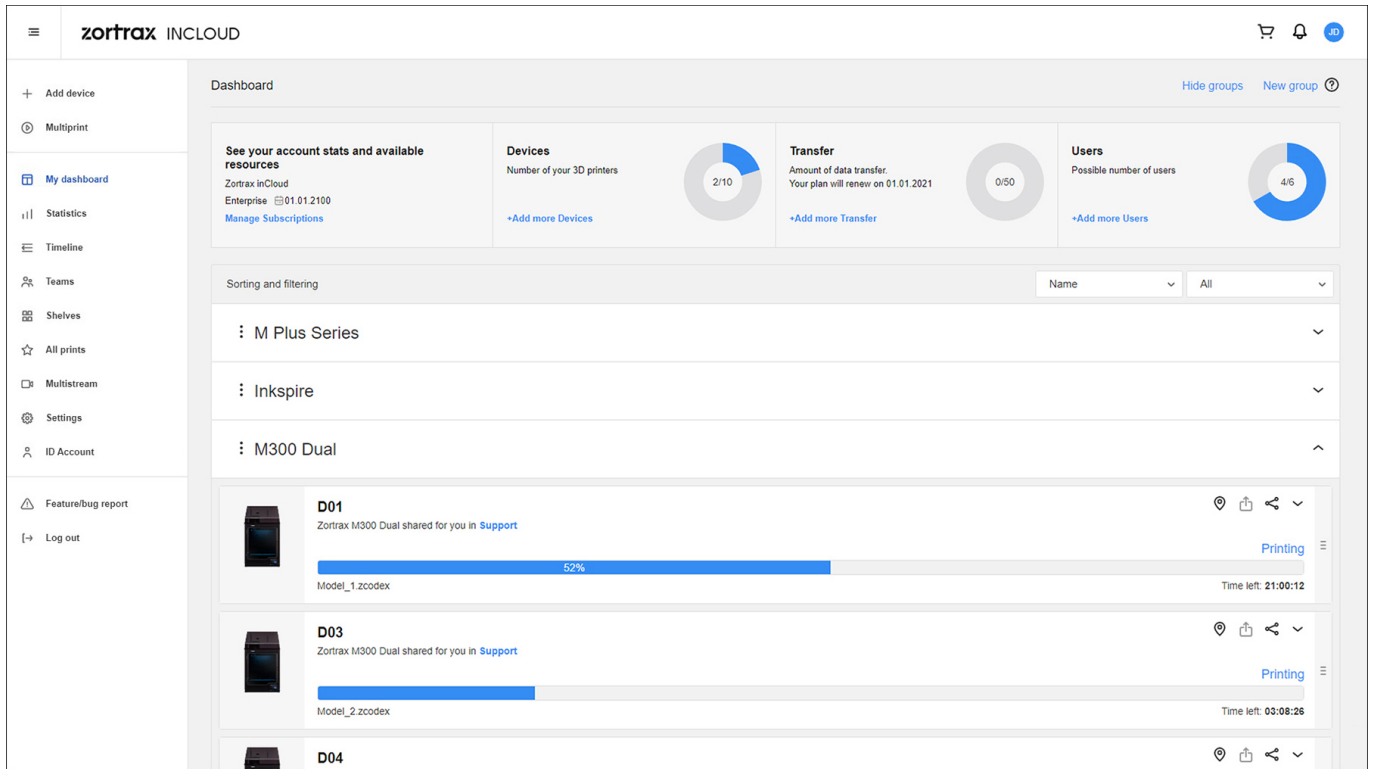 zortrax INCLOUD
JD
Add device
Multiprint
My dashboard
Statistics
Timeline
Teams
Shelves
All prints
Multistream
Settings
ID Account
Feature/bug report
Log out
Dashboard
Hide groups
New group
See your account stats and available
resources
Zortrax inCloud
Enterprise 01.01.2100
Manage Subscriptions
Devices
Number of your 3D printers
+Add more Devices
2/10
Transfer
Amount of data transfer.
Your plan will renew on 01.01.2021
+Add more Transfer
0/50
Users
Possible number of users
+Add more Users
4/6
Sorting and filtering
Name
All
M Plus Series
Inkspire
M300 Dual
D01
Zortrax M300 Dual shared for you in Support
Printing
52%
Model_1.zcodex
Time left: 21:00:12
D03
Zortrax M300 Dual shared for you in Support
Printing
Model_2.zcodex
Time left: 03:08:26
D04